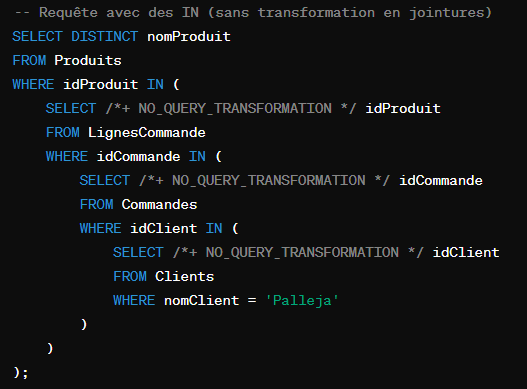 -- Requête avec des IN (sans transformation en jointures)
SELECT DISTINCT nomProduit
FROM Produits
WHERE idProduit IN (
    SELECT /*+ NO_QUERY_TRANSFORMATION */ idProduit
    FROM LignesCommande
    WHERE idCommande IN (
        SELECT /*+ NO_QUERY_TRANSFORMATION */ idCommande
        FROM Commandes
        WHERE idClient IN (
            SELECT /*+ NO_QUERY_TRANSFORMATION */ idClient
            FROM Clients
            WHERE nomClient = 'Palleja'
        )
    )
);